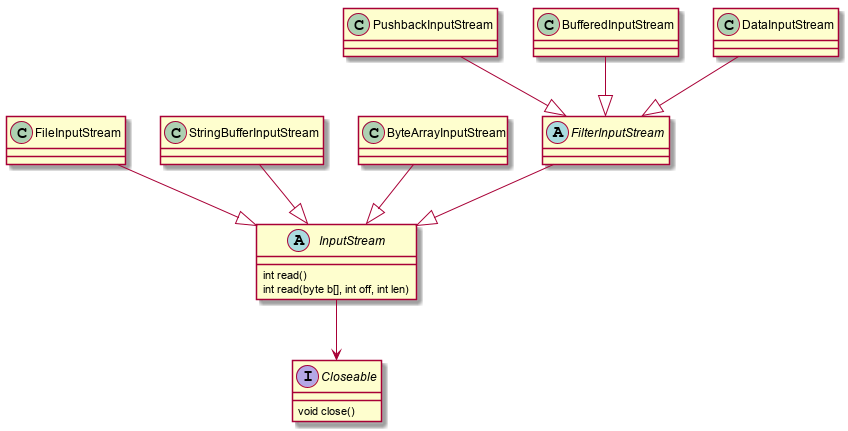 C PushbackInputStream
C BufferedInputStream
C DataInputStream
C FileInputStream
C StringBufferInputStream
C ByteArrayInputStream
A FilterInputStream
A InputStream
int read()
int read(byte b[], int off, int len)
I Closeable
void close()